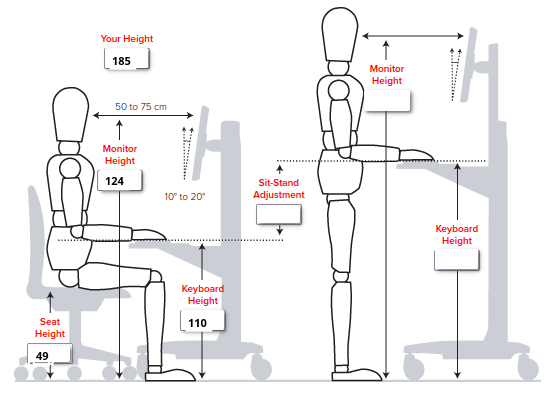 Your Height
185
50 to 75 cm
Monitor
Height
124
10° to 20°
Seat
Height
49
Keyboard
Height
110
Sit-Stand
Adjustment
Monitor
Height
Keyboard
Height